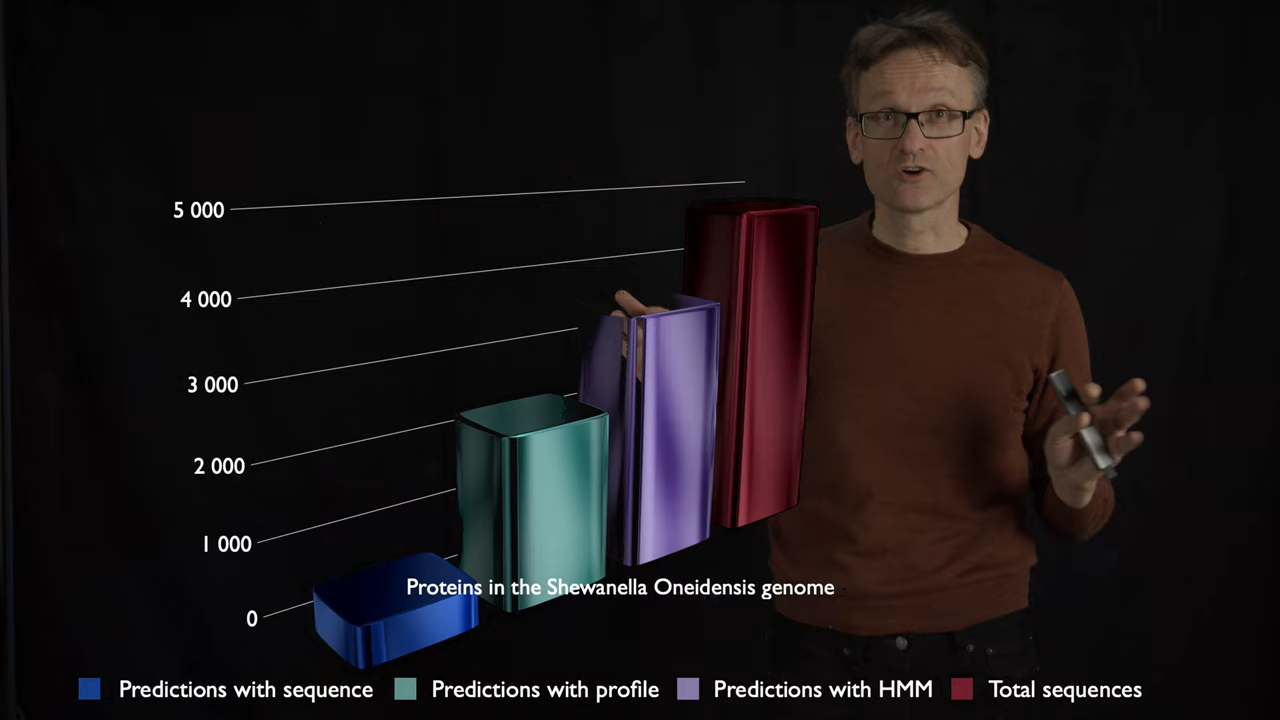 5 000
4 000
3 000
2 000
1 000
0
Proteins in the Shewanella Oneidensis genome
Predictions with sequence
Predictions with profile
Predictions with HMM
Total sequences